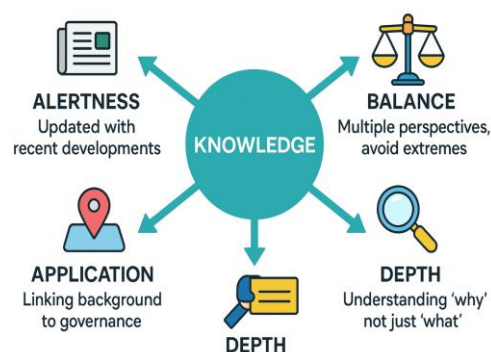 KNOWLEDGE
ALERTNESS
Updated with
recent developments
BALANCE
Multiple perspectives,
avoid extremes
APPLICATION
Linking background
to governance
DEPTH
Understanding ‘why’
not just ‘what’
DEPTH